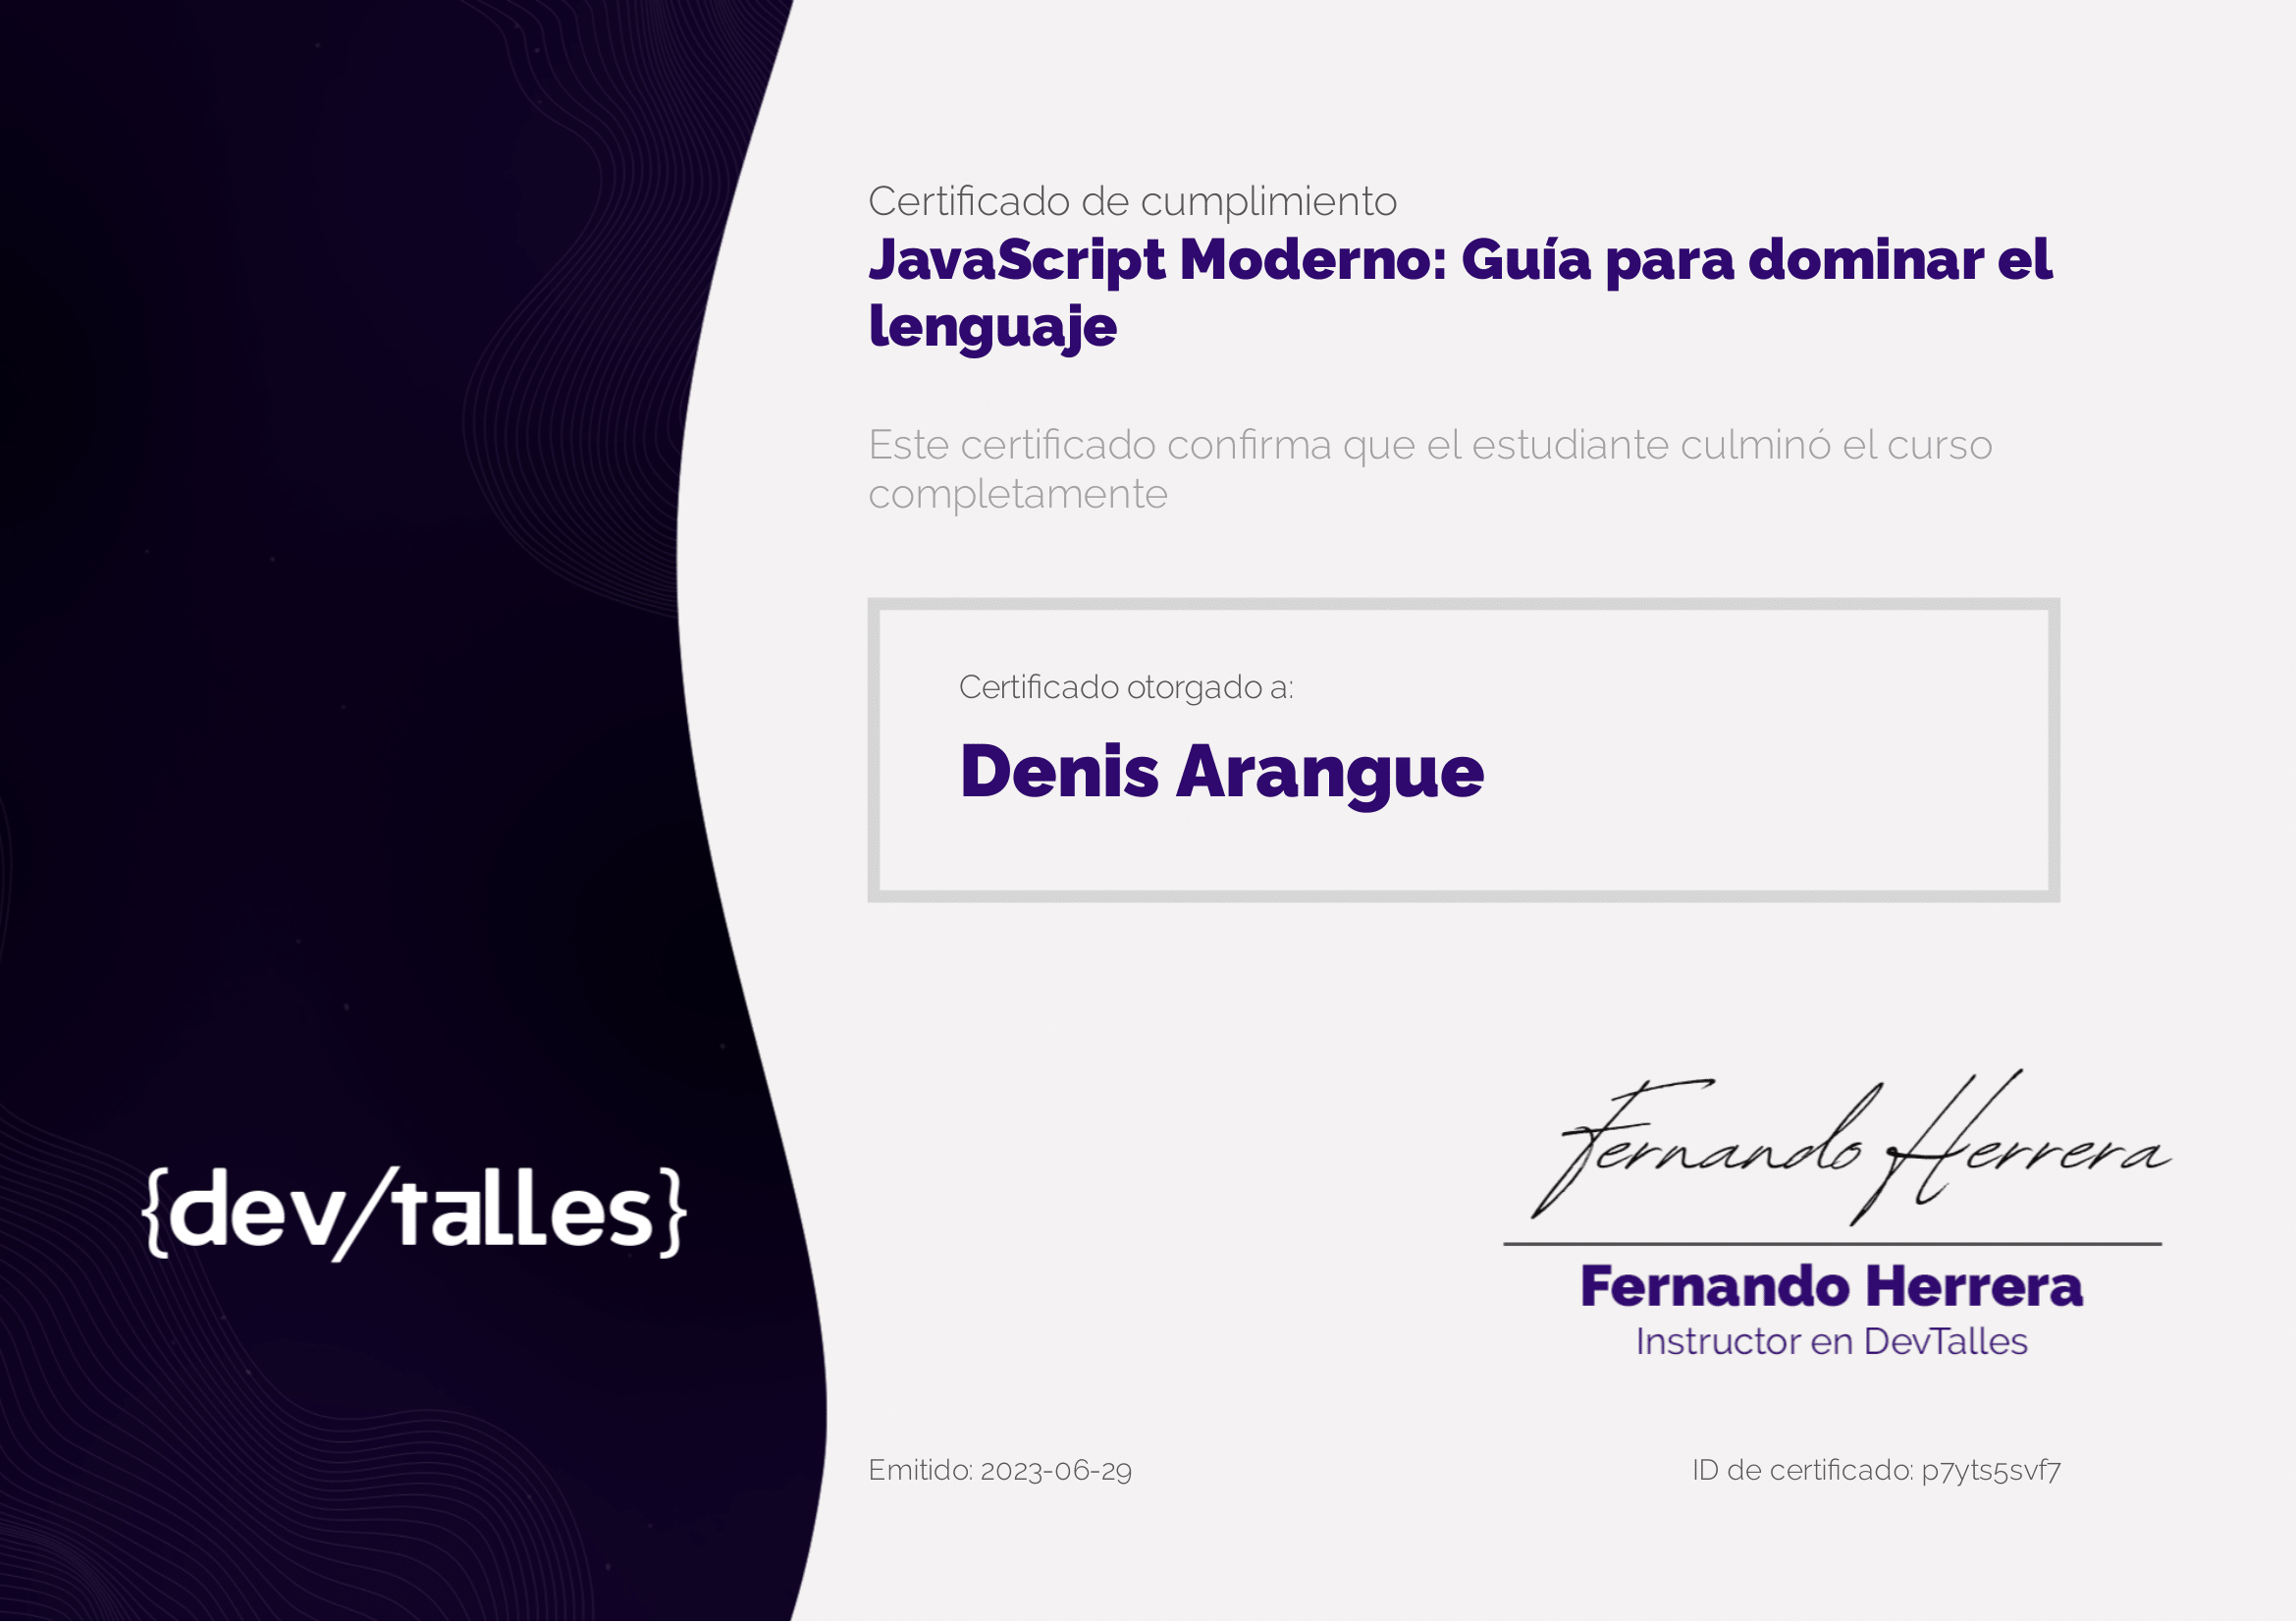 Certificado de cumplimiento
JavaScript Moderno: Guía para dominar el
lenguaje
Este certificado confirma que el estudiante culminó el curso
completamente
Certificado otorgado a:
Denis Arangue
{dev/talles}
Fernando Herrera
Fernando Herrera
Instructor en DevTalles
Emitido: 2023-06-29
ID de certificado: p7yts5svf7